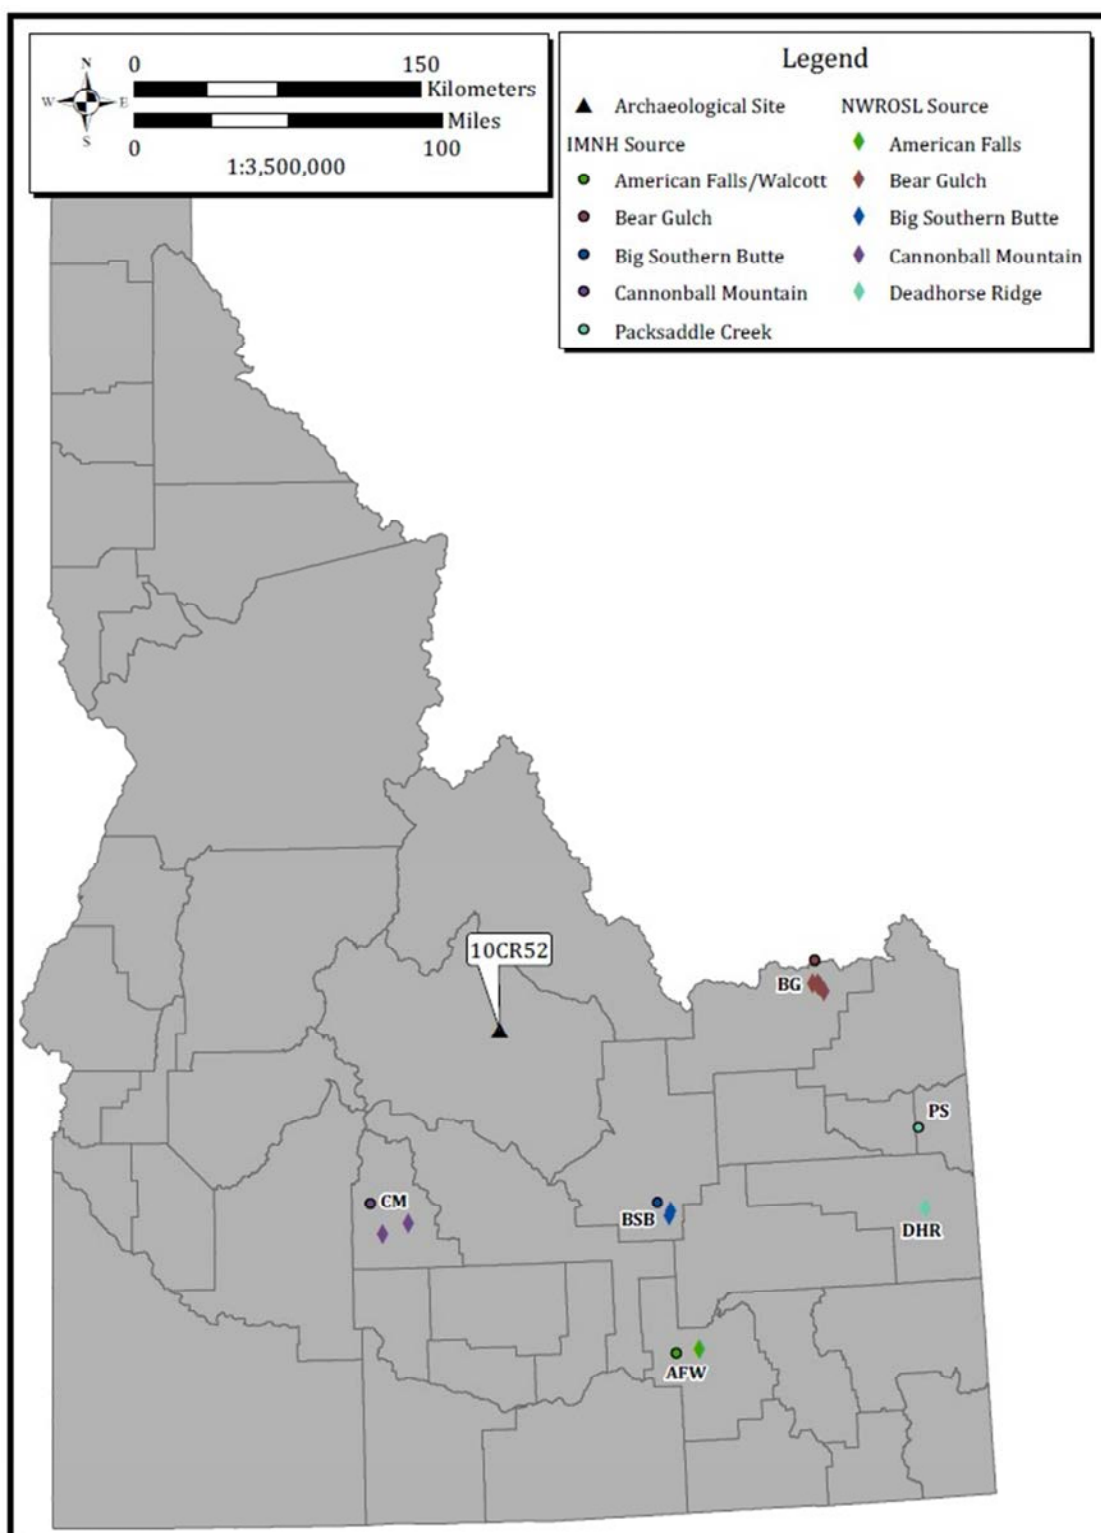 N
W E
S
0 150
Kilometers
Miles
0 100
1:3,500,000
Legend
Archaeological Site
IMNH Source
American Falls/Walcott
Bear Gulch
Big Southern Butte
Cannonball Mountain
Packsaddle Creek
NWROSL Source
American Falls
Bear Gulch
Big Southern Butte
Cannonball Mountain
Deadhorse Ridge
10CR52
BG
PS
CM
BSB
DHR
AFW